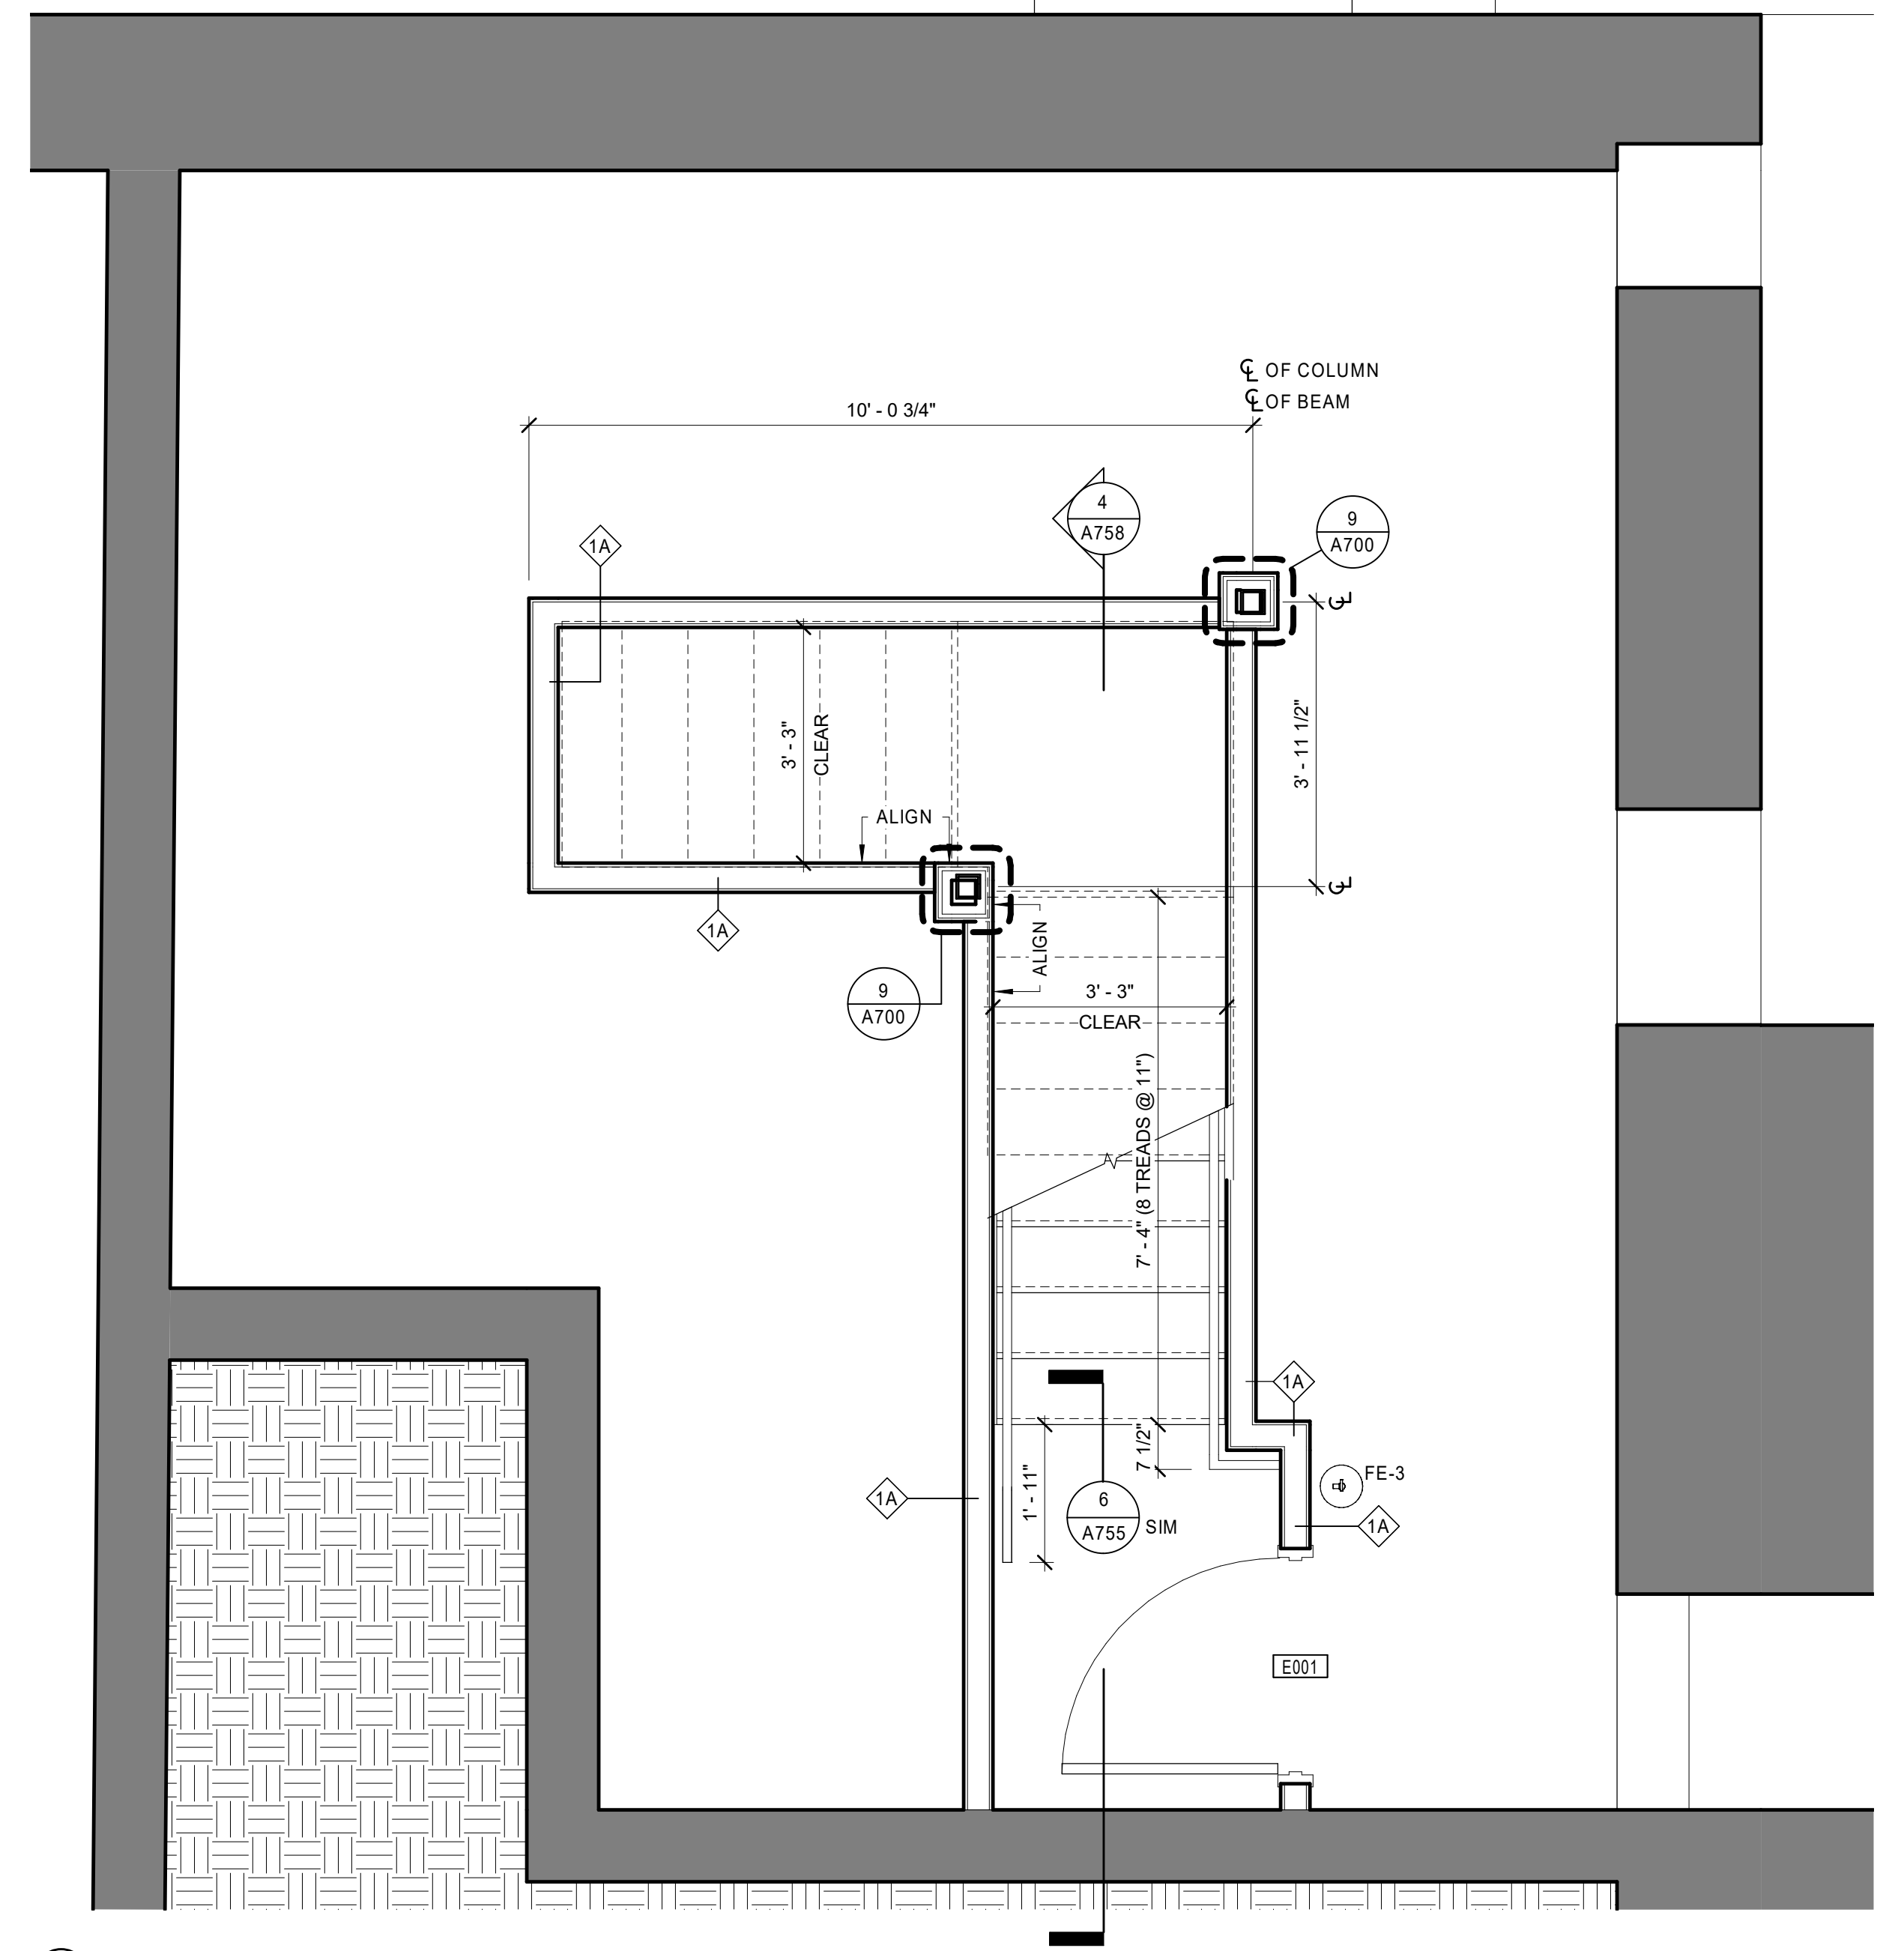 ℄ OF COLUMN
℄ OF BEAM
10' - 0 3/4"
4
A758
9
A700
1A
℄
3' - 3"
CLEAR
3' - 11 1/2"
ALIGN
℄
1A
ALIGN
9
A700
3' - 3"
CLEAR
7' - 4" (8 TREADS @ 11")
1A
7 1/2"
1' - 11"
FE-3
1A
6
A755
SIM
1A
E001